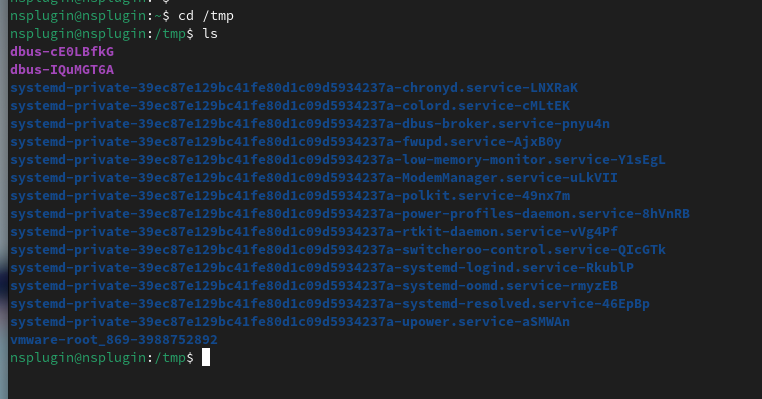 nsplugin@nsplugin:~$ cd /tmp
nsplugin@nsplugin:/tmp$ ls
dbus-cE0LBfkG
dbus-IQuMGT6A
systemd-private-39ec87e129bc41fe80d1c09d5934237a-chronyd.service-LNXRaK
systemd-private-39ec87e129bc41fe80d1c09d5934237a-colord.service-cMLtEK
systemd-private-39ec87e129bc41fe80d1c09d5934237a-dbus-broker.service-pnyu4n
systemd-private-39ec87e129bc41fe80d1c09d5934237a-fwupd.service-AjxB0y
systemd-private-39ec87e129bc41fe80d1c09d5934237a-low-memory-monitor.service-Y1sEgL
systemd-private-39ec87e129bc41fe80d1c09d5934237a-ModemManager.service-uLkVII
systemd-private-39ec87e129bc41fe80d1c09d5934237a-polkit.service-49nx7m
systemd-private-39ec87e129bc41fe80d1c09d5934237a-power-profiles-daemon.service-8hVnRB
systemd-private-39ec87e129bc41fe80d1c09d5934237a-rtkit-daemon.service-vVg4Pf
systemd-private-39ec87e129bc41fe80d1c09d5934237a-switcheroo-control.service-QIcGTk
systemd-private-39ec87e129bc41fe80d1c09d5934237a-systemd-logind.service-RkublP
systemd-private-39ec87e129bc41fe80d1c09d5934237a-systemd-oomd.service-rmyzEB
systemd-private-39ec87e129bc41fe80d1c09d5934237a-systemd-resolved.service-46EpBp
systemd-private-39ec87e129bc41fe80d1c09d5934237a-upower.service-aSMWAn
vmware-root_869-3988752892
nsplugin@nsplugin:/tmp$